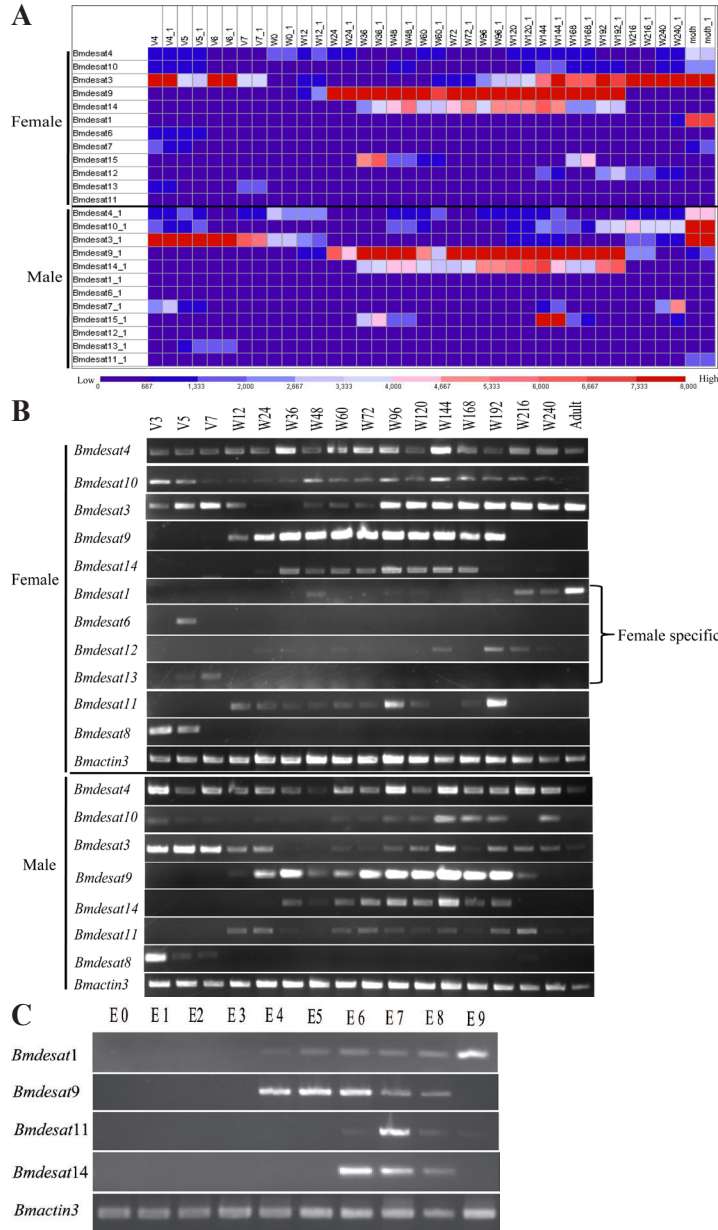 A
V4 V4_1 V5 V5_1 V6 V6_1 V7 V7_1 W0 W0_1 W12 W12_1 W24 W24_1 W36 W36_1 W48 W48_1 W60 W60_1 W72 W72_1 W96 W96_1 W120 W120_1 W144 W144_1 W168 W168_1 W192 W192_1 W216 W216_1 W240 W240_1 moth moth_1
Female
Bmdesat4
Bmdesat10
Bmdesat3
Bmdesat9
Bmdesat14
Bmdesat1
Bmdesat6
Bmdesat7
Bmdesat15
Bmdesat12
Bmdesat13
Bmdesat11
Male
Bmdesat4_1
Bmdesat10_1
Bmdesat3_1
Bmdesat9_1
Bmdesat14_1
Bmdesat1_1
Bmdesat6_1
Bmdesat7_1
Bmdesat15_1
Bmdesat12_1
Bmdesat13_1
Bmdesat11_1
Low High
0 667 1,333 2,000 2,667 3,333 4,000 4,667 5,333 6,000 6,667 7,333 8,000
B
V3 V5 V7 W12 W24 W36 W48 W60 W72 W96 W120 W144 W168 W192 W216 W240 Adult
Female
Bmdesat4
Bmdesat10
Bmdesat3
Bmdesat9
Bmdesat14
Bmdesat1
Bmdesat6
Bmdesat12
Bmdesat13
Female specific
Bmdesat11
Bmdesat8
Bmactin3
Male
Bmdesat4
Bmdesat10
Bmdesat3
Bmdesat9
Bmdesat14
Bmdesat11
Bmdesat8
Bmactin3
C
E0 E1 E2 E3 E4 E5 E6 E7 E8 E9
Bmdesat1
Bmdesat9
Bmdesat11
Bmdesat14
Bmactin3